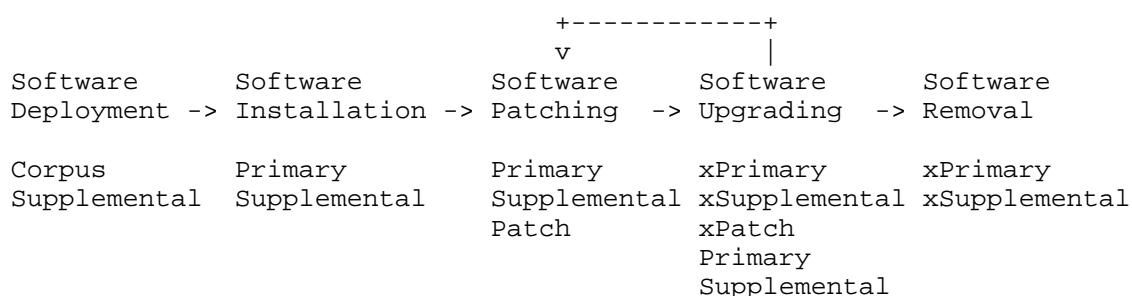 +------------+
v            |
Software       Software         Software     Software      Software
Deployment  -> Installation  -> Patching  -> Upgrading  -> Removal
Corpus         Primary          Primary      xPrimary      xPrimary
Supplemental   Supplemental     Supplemental xSupplemental xSupplemental
Patch        xPatch
Primary
Supplemental